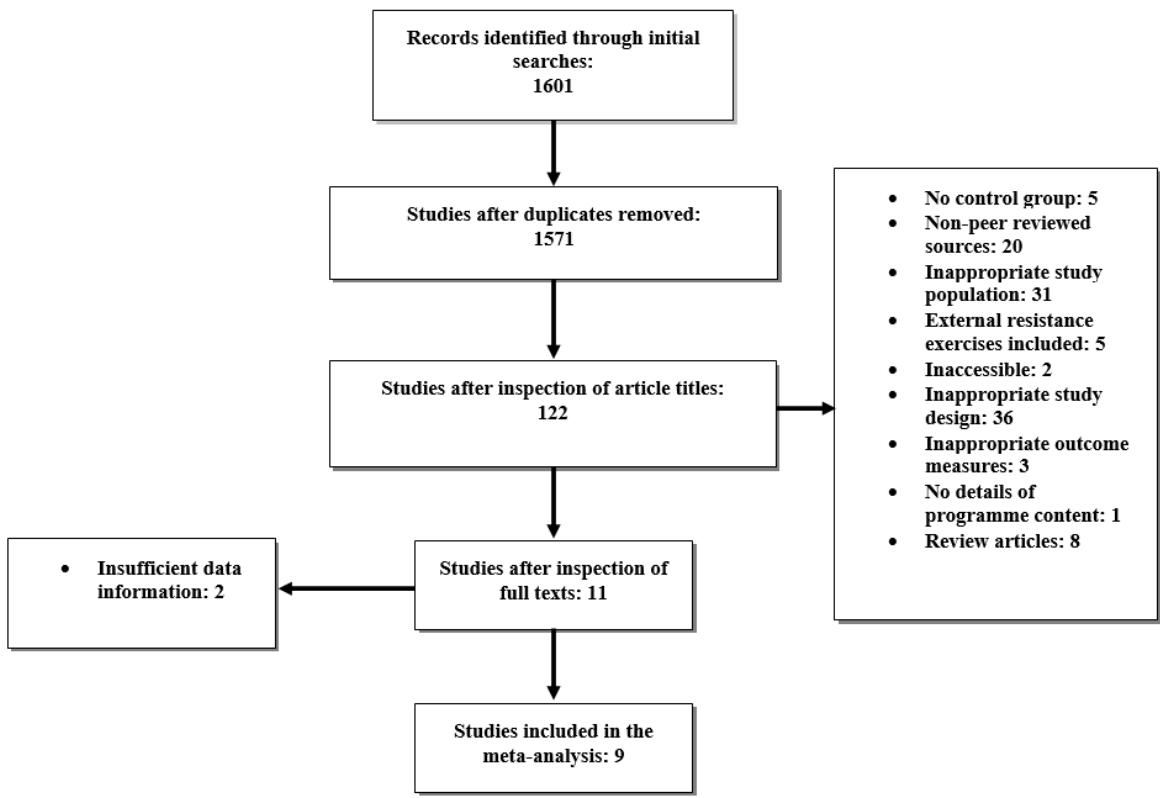 Records identified through initial
searches:
1601
Studies after duplicates removed:
1571
Studies after inspection of article titles:
122
• No control group: 5
• Non-peer reviewed
sources: 20
• Inappropriate study
population: 31
• External resistance
exercises included: 5
• Inaccessible: 2
• Inappropriate study
design: 36
• Inappropriate outcome
measures: 3
• No details of
programme content: 1
• Review articles: 8
Studies after inspection of
full texts: 11
• Insufficient data
information: 2
Studies included in the
meta-analysis: 9